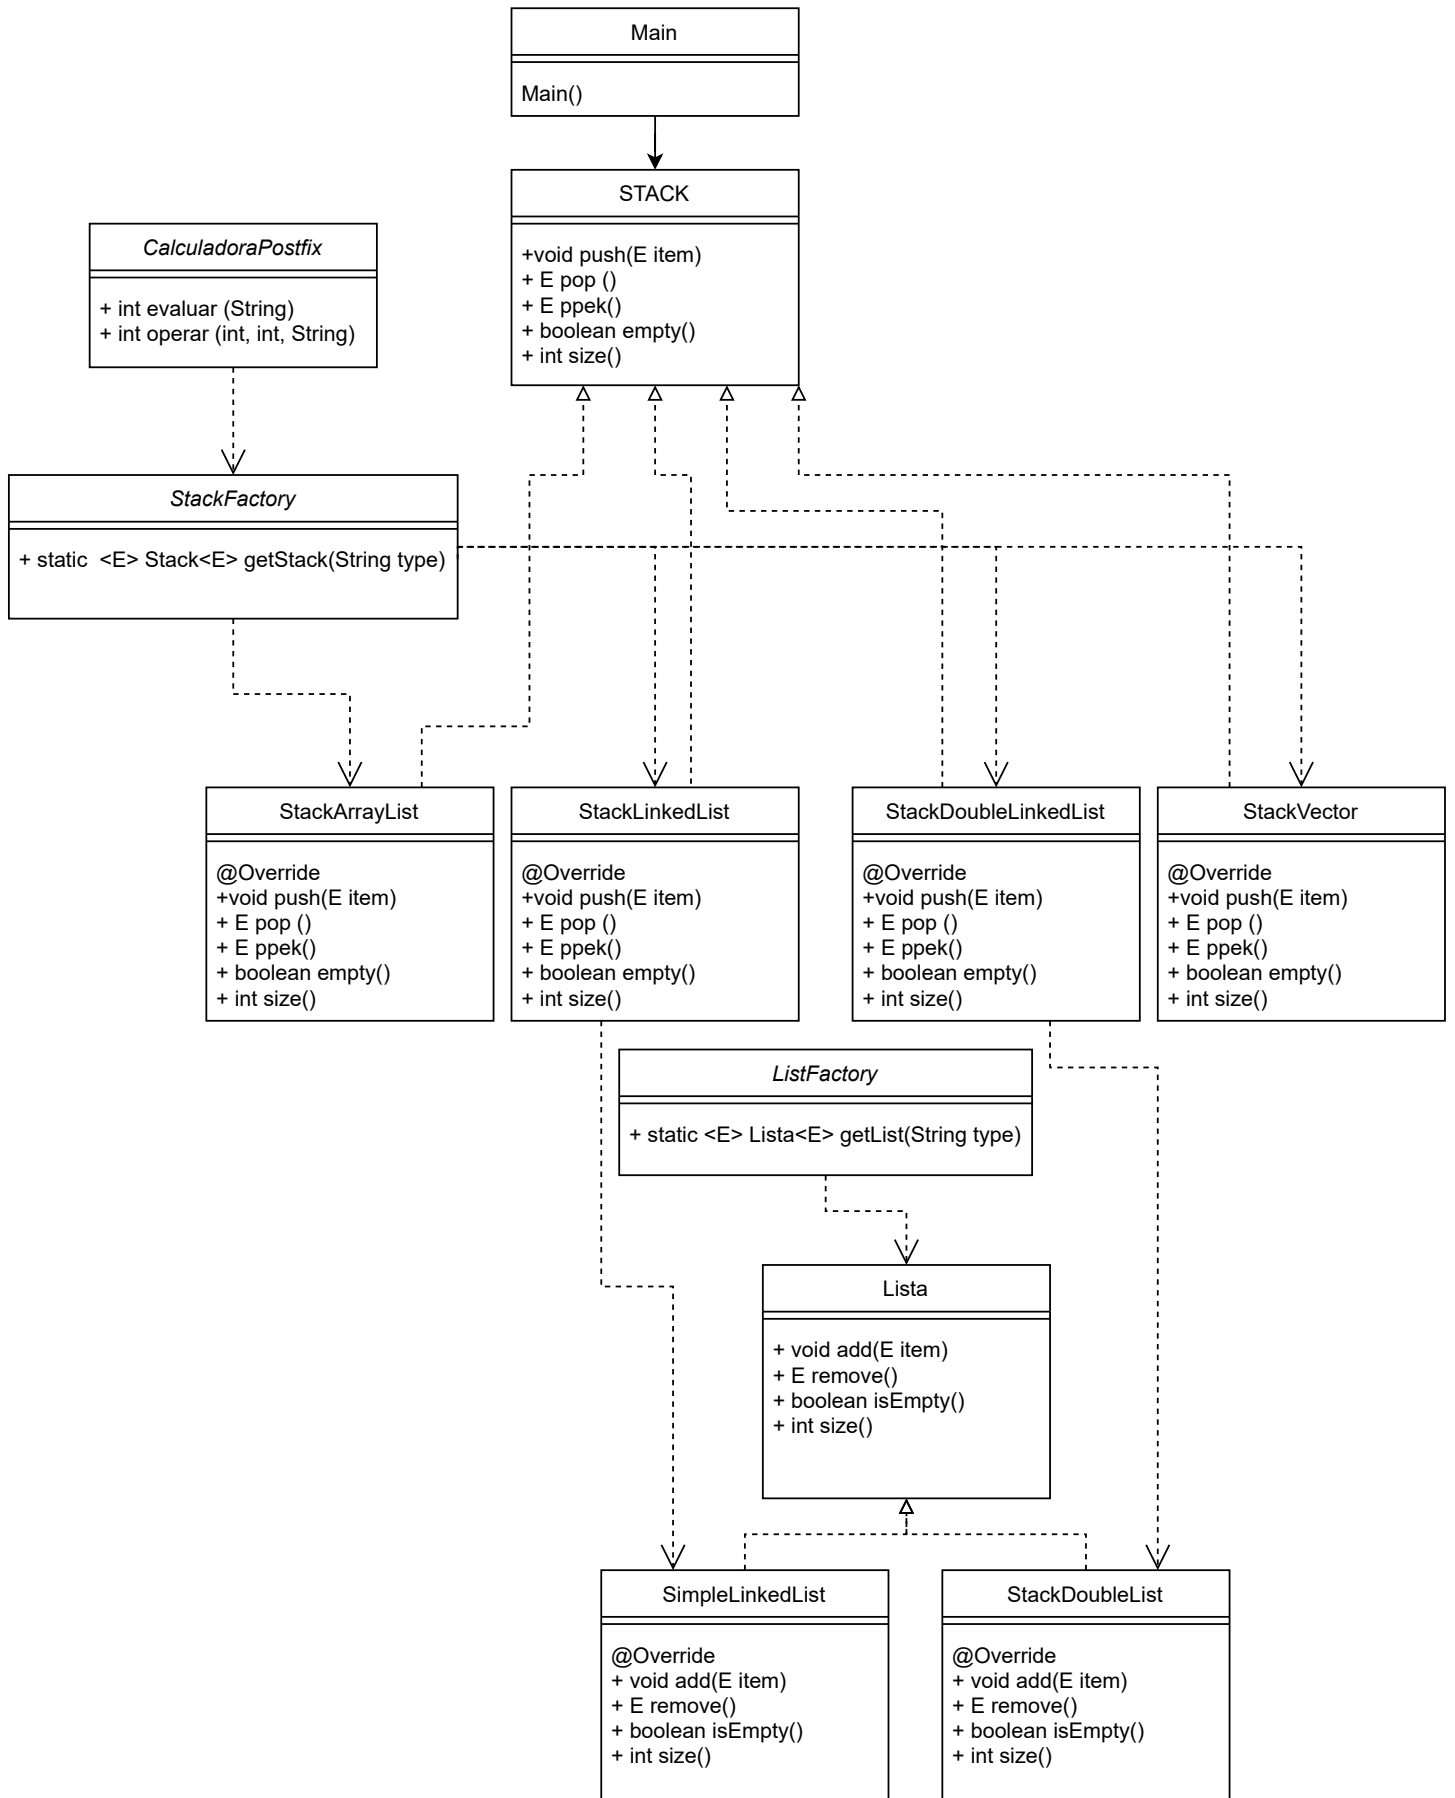 Main
Main()
STACK
+void push(E item)
+ E pop ()
+ E ppek()
+ boolean empty()
+ int size()
CalculadoraPostfix
+ int evaluar (String)
+ int operar (int, int, String)
StackFactory
+ static  <E> Stack<E> getStack(String type)
StackArrayList
@Override
+void push(E item)
+ E pop ()
+ E ppek()
+ boolean empty()
+ int size()
StackLinkedList
@Override
+void push(E item)
+ E pop ()
+ E ppek()
+ boolean empty()
+ int size()
StackDoubleLinkedList
@Override
+void push(E item)
+ E pop ()
+ E ppek()
+ boolean empty()
+ int size()
StackVector
@Override
+void push(E item)
+ E pop ()
+ E ppek()
+ boolean empty()
+ int size()
ListFactory
+ static <E> Lista<E> getList(String type)
Lista
+ void add(E item)
+ E remove()
+ boolean isEmpty()
+ int size()
SimpleLinkedList
@Override
+ void add(E item)
+ E remove()
+ boolean isEmpty()
+ int size()
StackDoubleList
@Override
+ void add(E item)
+ E remove()
+ boolean isEmpty()
+ int size()